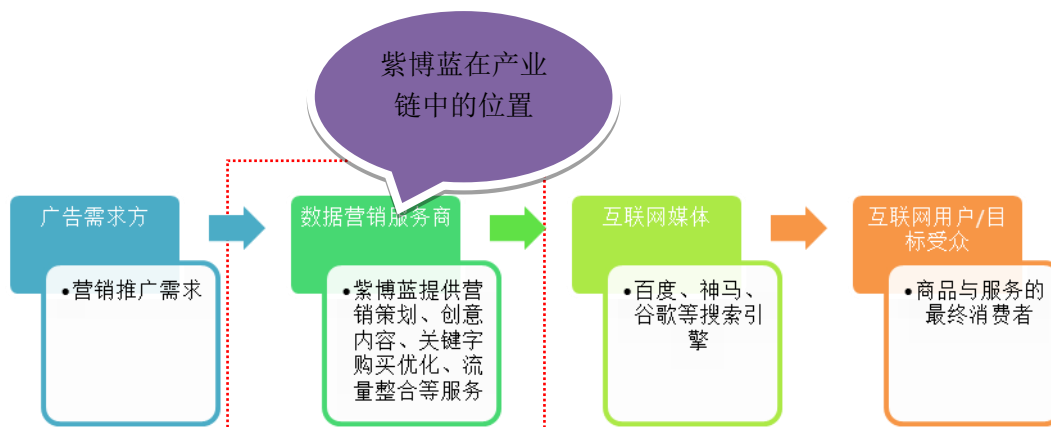 紫博蓝在产业
链中的位置
广告需求方
•营销推广需求
数据营销服务商
•紫博蓝提供营
销策划、创意
内容、关键字
购买优化、流
量整合等服务
互联网媒体
•百度、神马、
谷歌等搜索引
擎
互联网用户/目
标受众
•商品与服务的
最终消费者